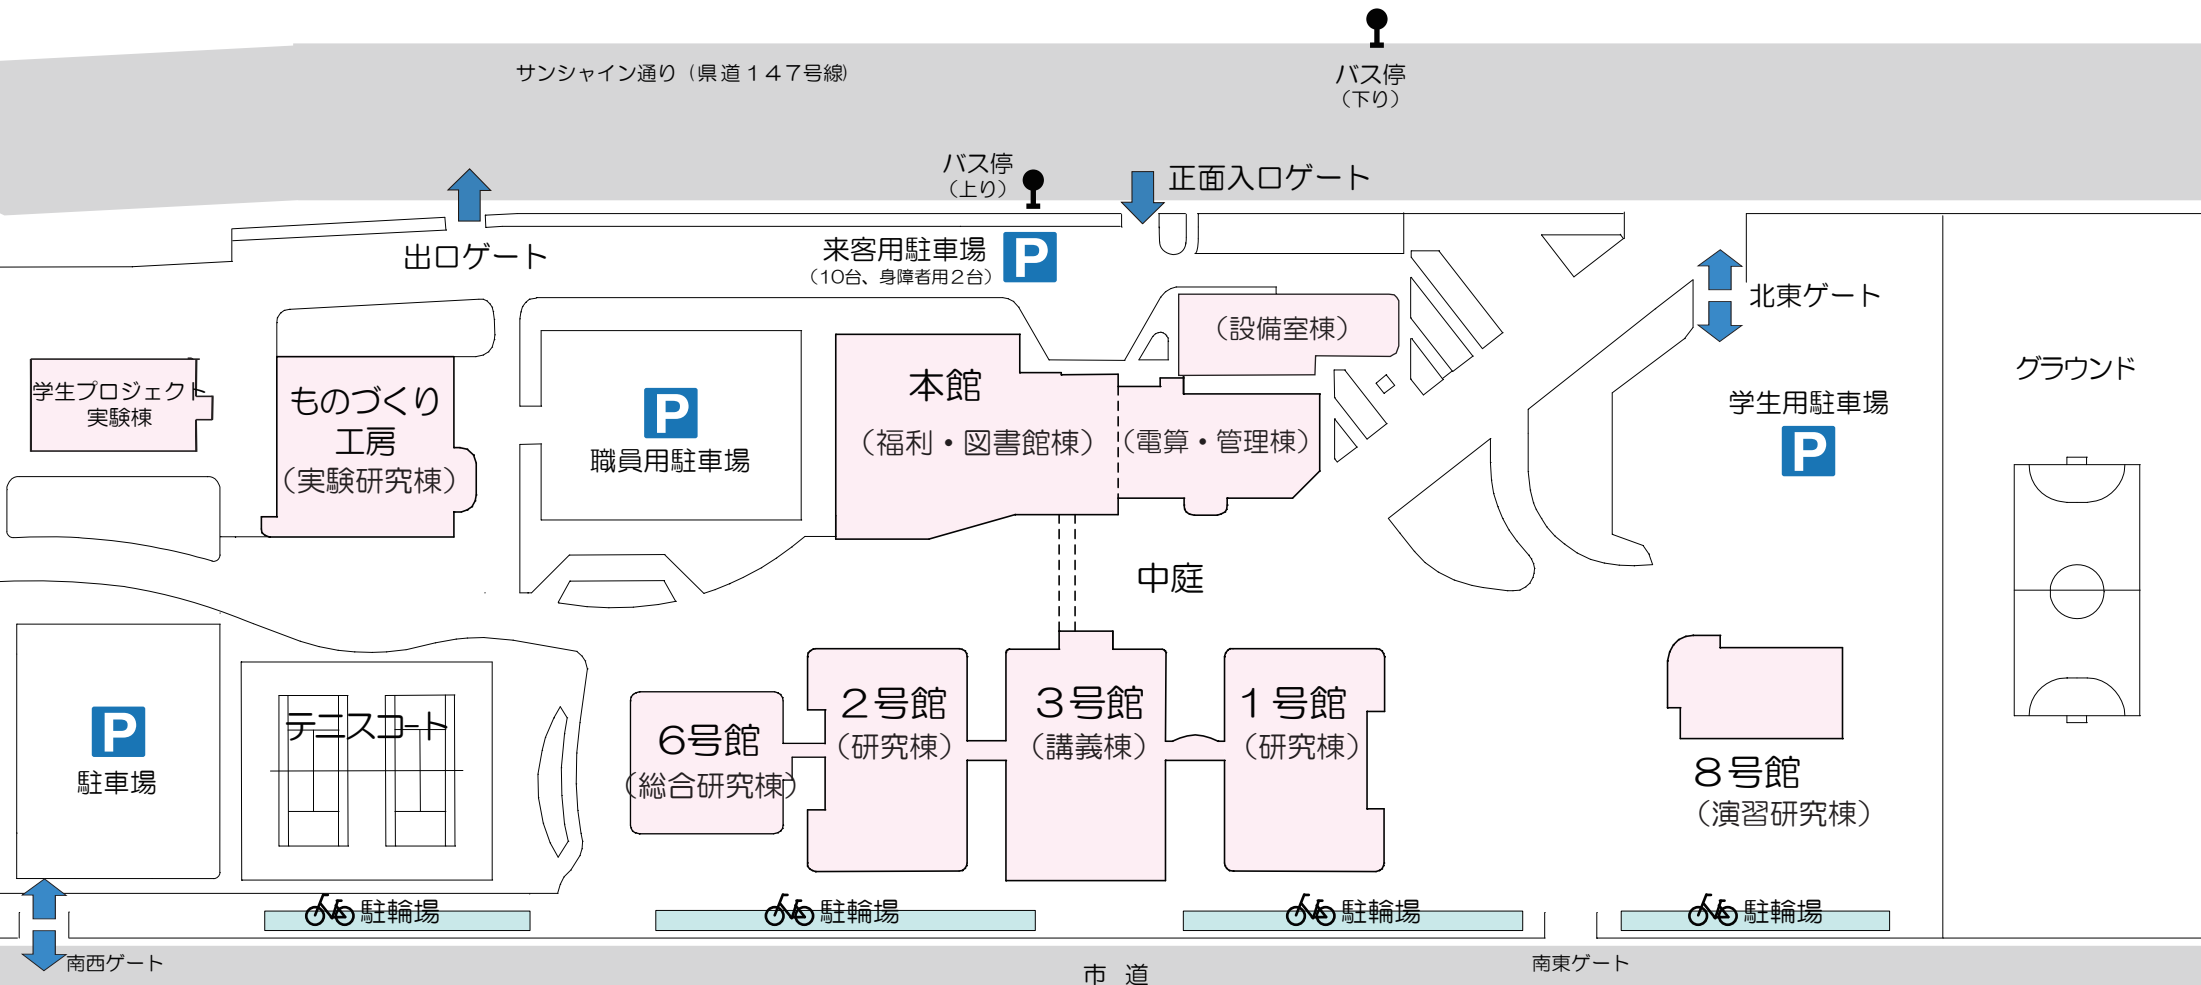 サンシャイン通り（県道１４７号線）
バス停
（下り）
バス停
（上り）
正面入口ゲート
出口ゲート
来客用駐車場
P
（10台、身障者用２台）
北東ゲート
（設備室棟）
グラウンド
学生プロジェクト
実験棟
ものづくり
工房
（実験研究棟）
P
職員用駐車場
本館
（福利・図書館棟）
（電算・管理棟）
学生用駐車場
P
中庭
P
駐車場
テニスコート
６号館
（総合研究棟）
２号館
（研究棟）
３号館
（講義棟）
１号館
（研究棟）
８号館
（演習研究棟）
駐輪場
駐輪場
駐輪場
駐輪場
南西ゲート
市 道
南東ゲート